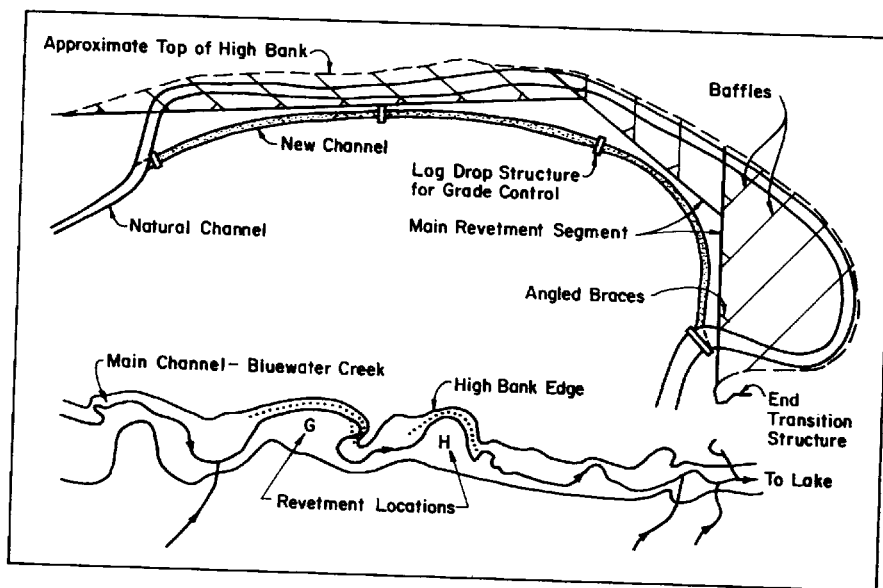 Approximate Top of High Bank
Baffles
New Channel
Log Drop Structure
for Grade Control
Natural Channel
Main Revetment Segment
Angled Braces
Main Channel – Bluewater Creek
High Bank Edge
End
Transition
Structure
G
H
To Lake
Revetment Locations